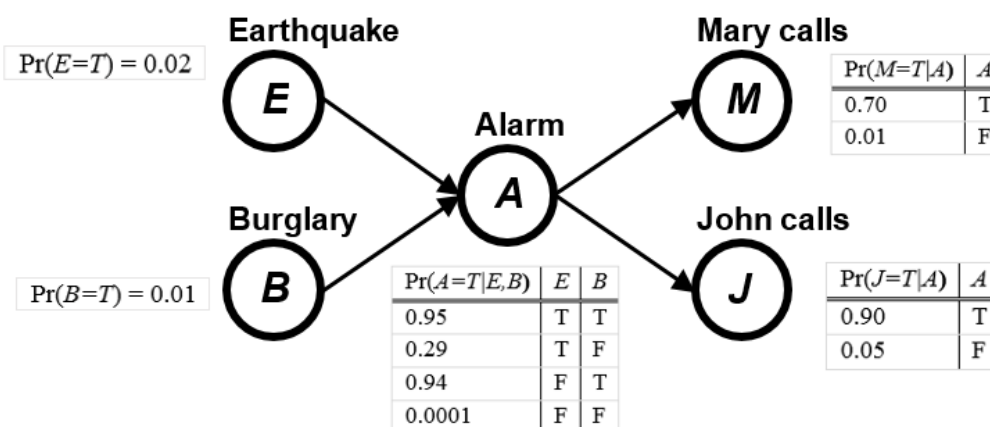 Earthquake
Pr(E=T) = 0.02
E
Mary calls
M
Pr(M=T|A) A
0.70 T
0.01 F
Alarm
A
Burglary
Pr(B=T) = 0.01
B
Pr(A=T|E,B) E B
0.95 T T
0.29 T F
0.94 F T
0.0001 F F
John calls
J
Pr(J=T|A) A
0.90 T
0.05 F